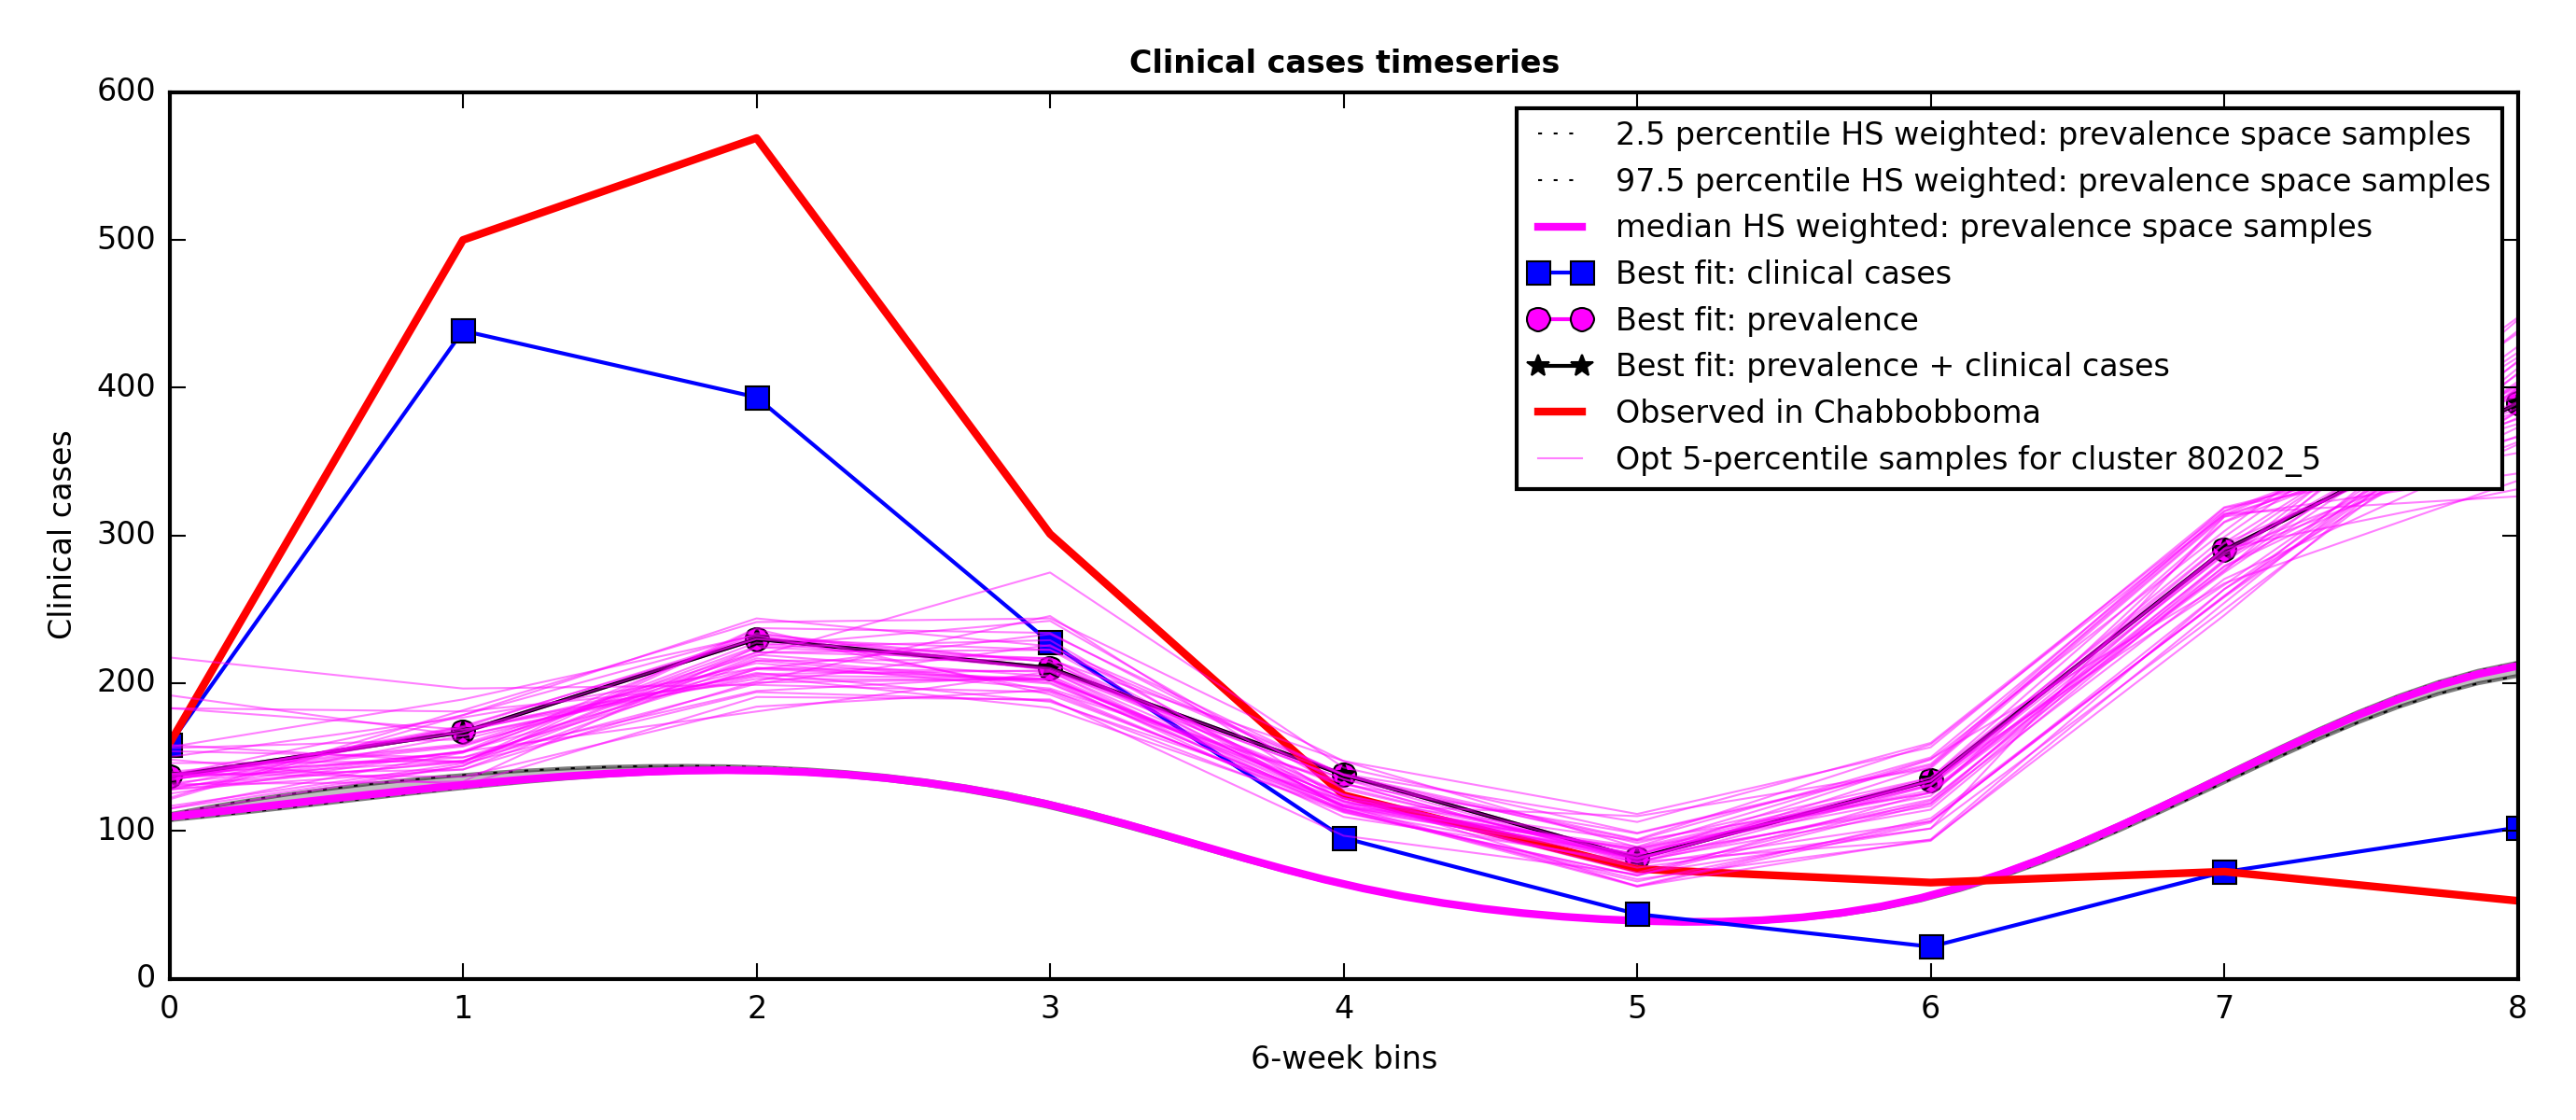 Clinical cases timeseries
600
500
400
300
200
100
0
Clinical cases
2.5 percentile HS weighted: prevalence space samples
97.5 percentile HS weighted: prevalence space samples
median HS weighted: prevalence space samples
Best fit: clinical cases
Best fit: prevalence
Best fit: prevalence + clinical cases
Observed in Chabbobboma
Opt 5-percentile samples for cluster 80202_5
0 1 2 3 4 5 6 7 8
6-week bins